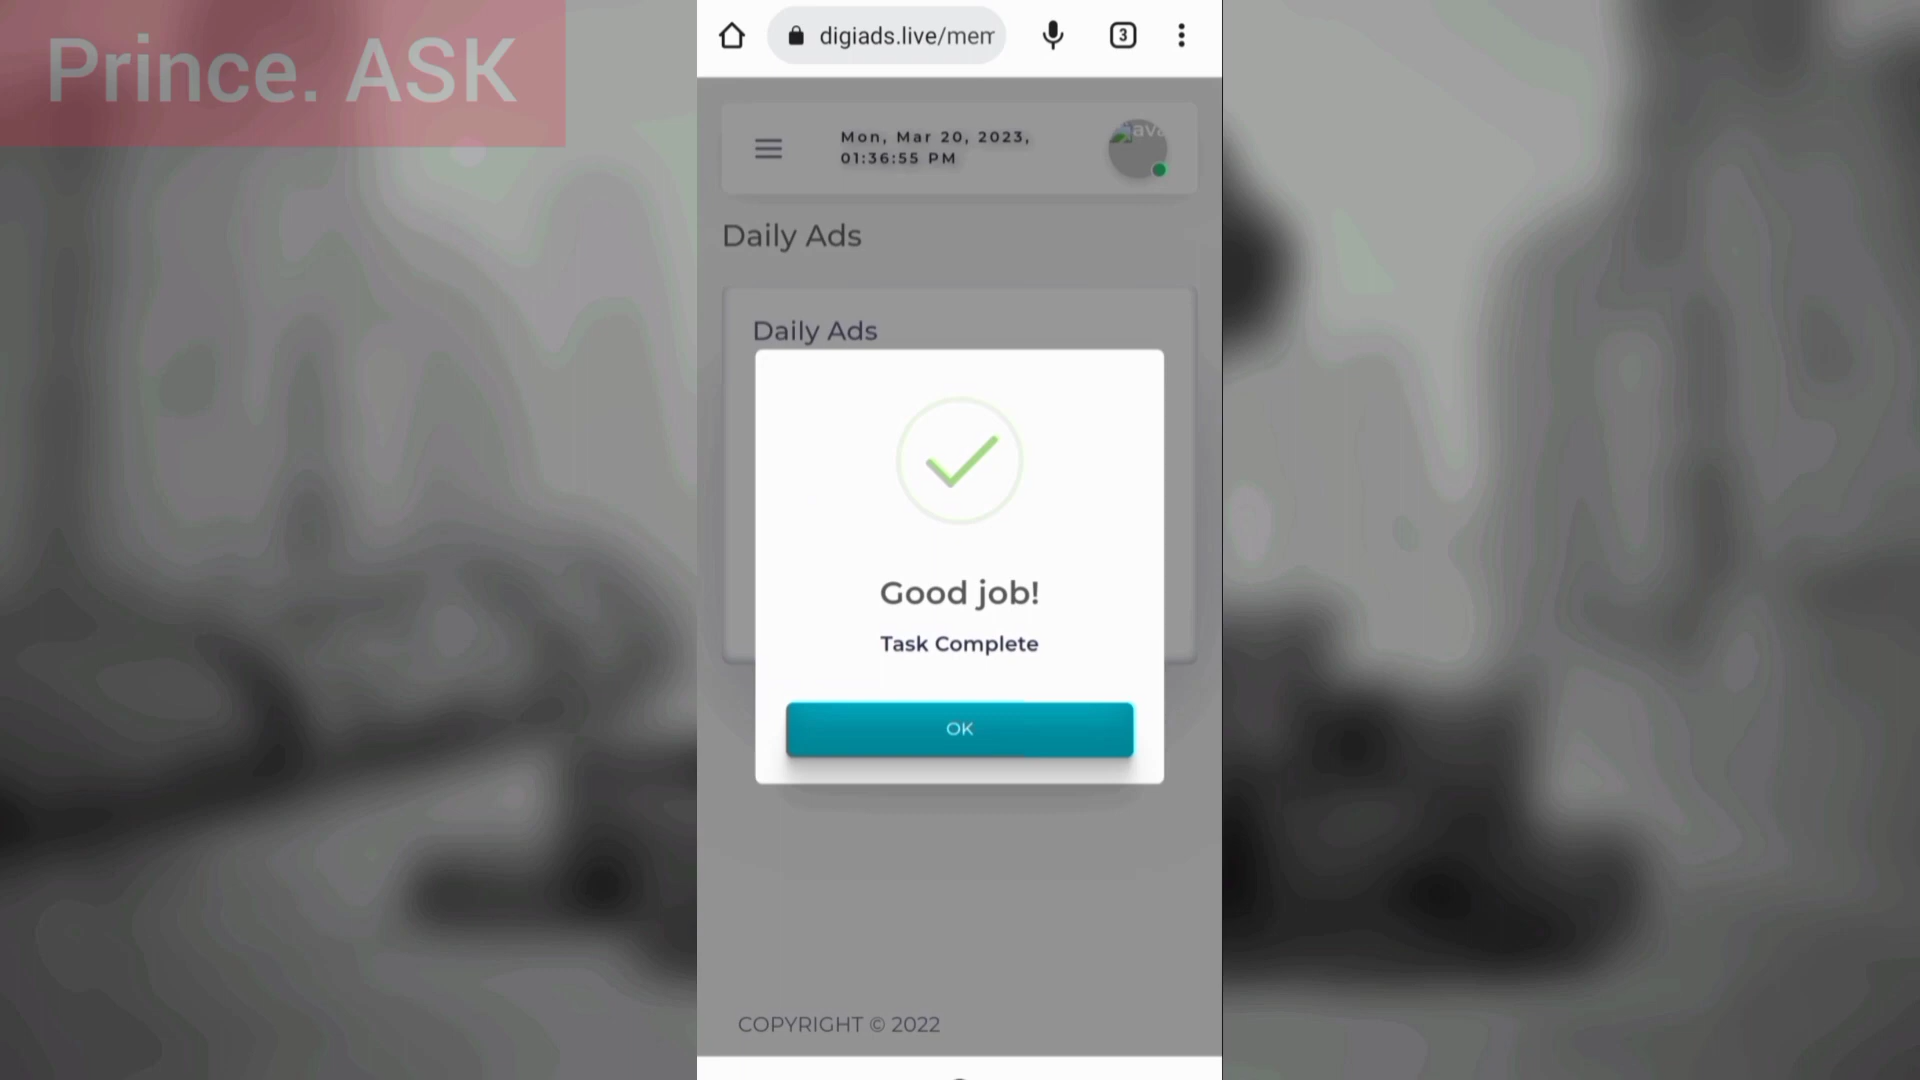 Prince. ASK
digiads.live/mem
3
Mon, Mar 20, 2023,
01:36:55 PM
ava
Daily Ads
Daily Ads
Good job!
Task Complete
OK
COPYRIGHT © 2022